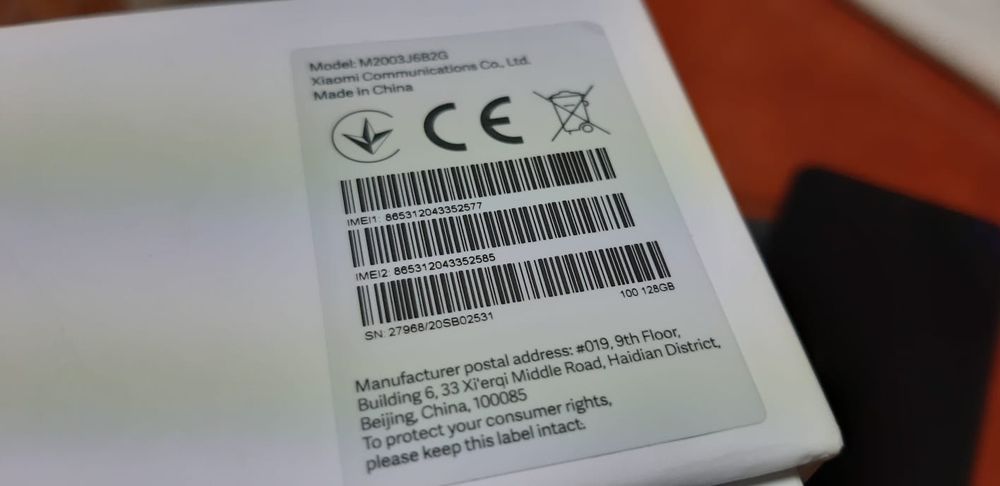 Model: M2003J6B2G
Xiaomi Communications Co., Ltd.
Made in China
CE
IMEI1: 865312043352577
IMEI2: 865312043352585
SN: 27968/20SB02531 100 128GB
Manufacturer postal address: #019, 9th Floor,
Building 6, 33 Xi'erqi Middle Road, Haidian District,
Beijing, China, 100085
To protect your consumer rights,
please keep this label intact.